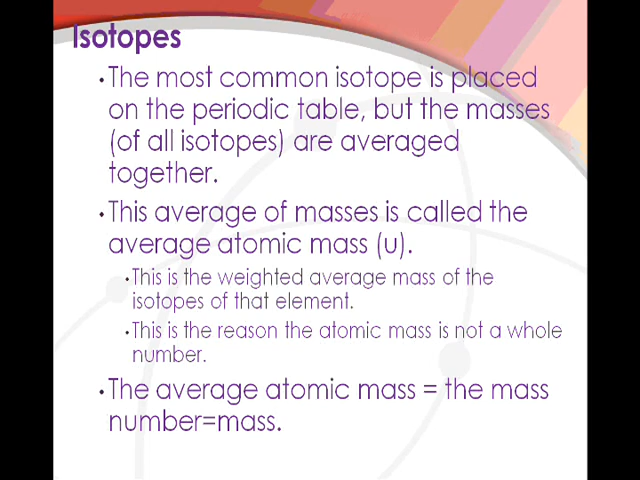 Isotopes
• The most common isotope is placed
on the periodic table, but the masses
(of all isotopes) are averaged
together.
• This average of masses is called the
average atomic mass (u).
• This is the weighted average mass of the
isotopes of that element.
• This is the reason the atomic mass is not a whole
number.
• The average atomic mass = the mass
number=mass.